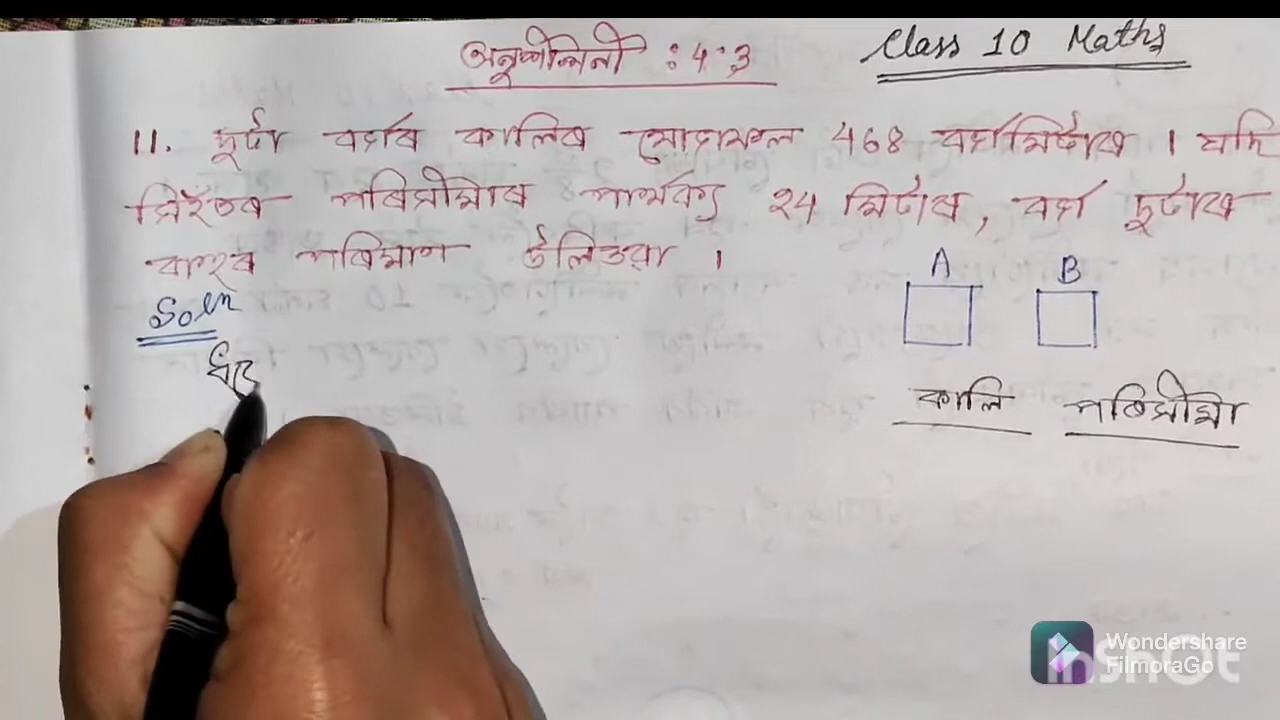 অনুশীলনী : 4.3
Class 10 Maths
11. দুটা বৰ্গৰ কালিৰ যোগফল 468 বৰ্গমিটাৰ । যদি
সিহঁতৰ পৰিসীমাৰ পাৰ্থক্য 24 মিটাৰ, বৰ্গ দুটাৰ
বাহুৰ পৰিমাণ উলিওৱা ।
Soln
A B
ধৰ
কালি পৰিসীমা
Wondershare
FilmoraGo
InShOt